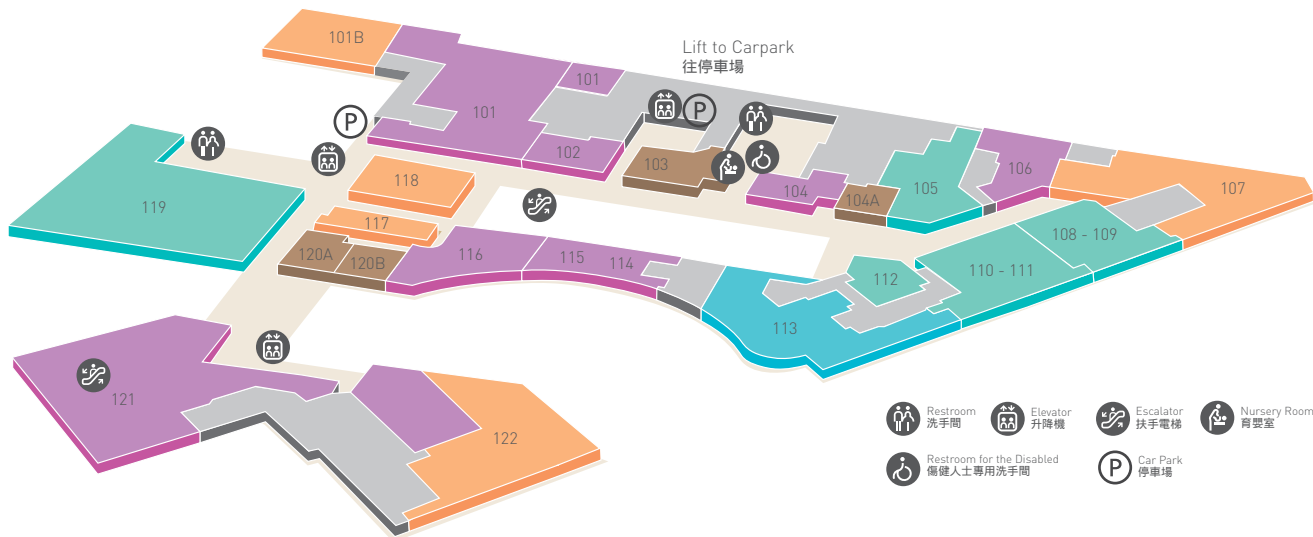 101B
Lift to Carpark
往停車場
101
101
P
P
102
103
118
104
104A
105
106
107
119
117
120A
120B
116
115
114
108 - 109
110 - 111
112
113
121
122
Restroom
洗手間
Elevator
升降機
Escalator
扶手電梯
Nursery Room
育嬰室
Restroom for the Disabled
傷健人士專用洗手間
P
Car Park
停車場